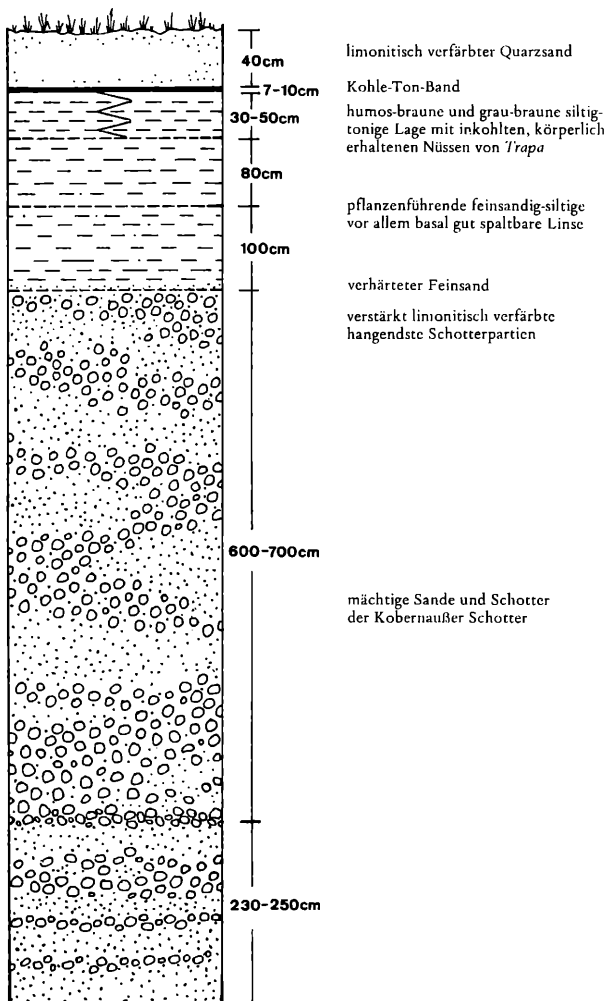 40cm
limonitisch verfärbter Quarzsand
7-10cm
Kohle-Ton-Band
30-50cm
humos-braune und grau-braune siltig-
tonige Lage mit inkohlten, körperlich
erhaltenen Nüssen von Trapa
80cm
pflanzenführende feinsandig-siltige
vor allem basal gut spaltbare Linse
100cm
verhärteter Feinsand
verstärkt limonitisch verfärbte
hangendste Schotterpartien
600-700cm
mächtige Sande und Schotter
der Kobernaußer Schotter
230-250cm